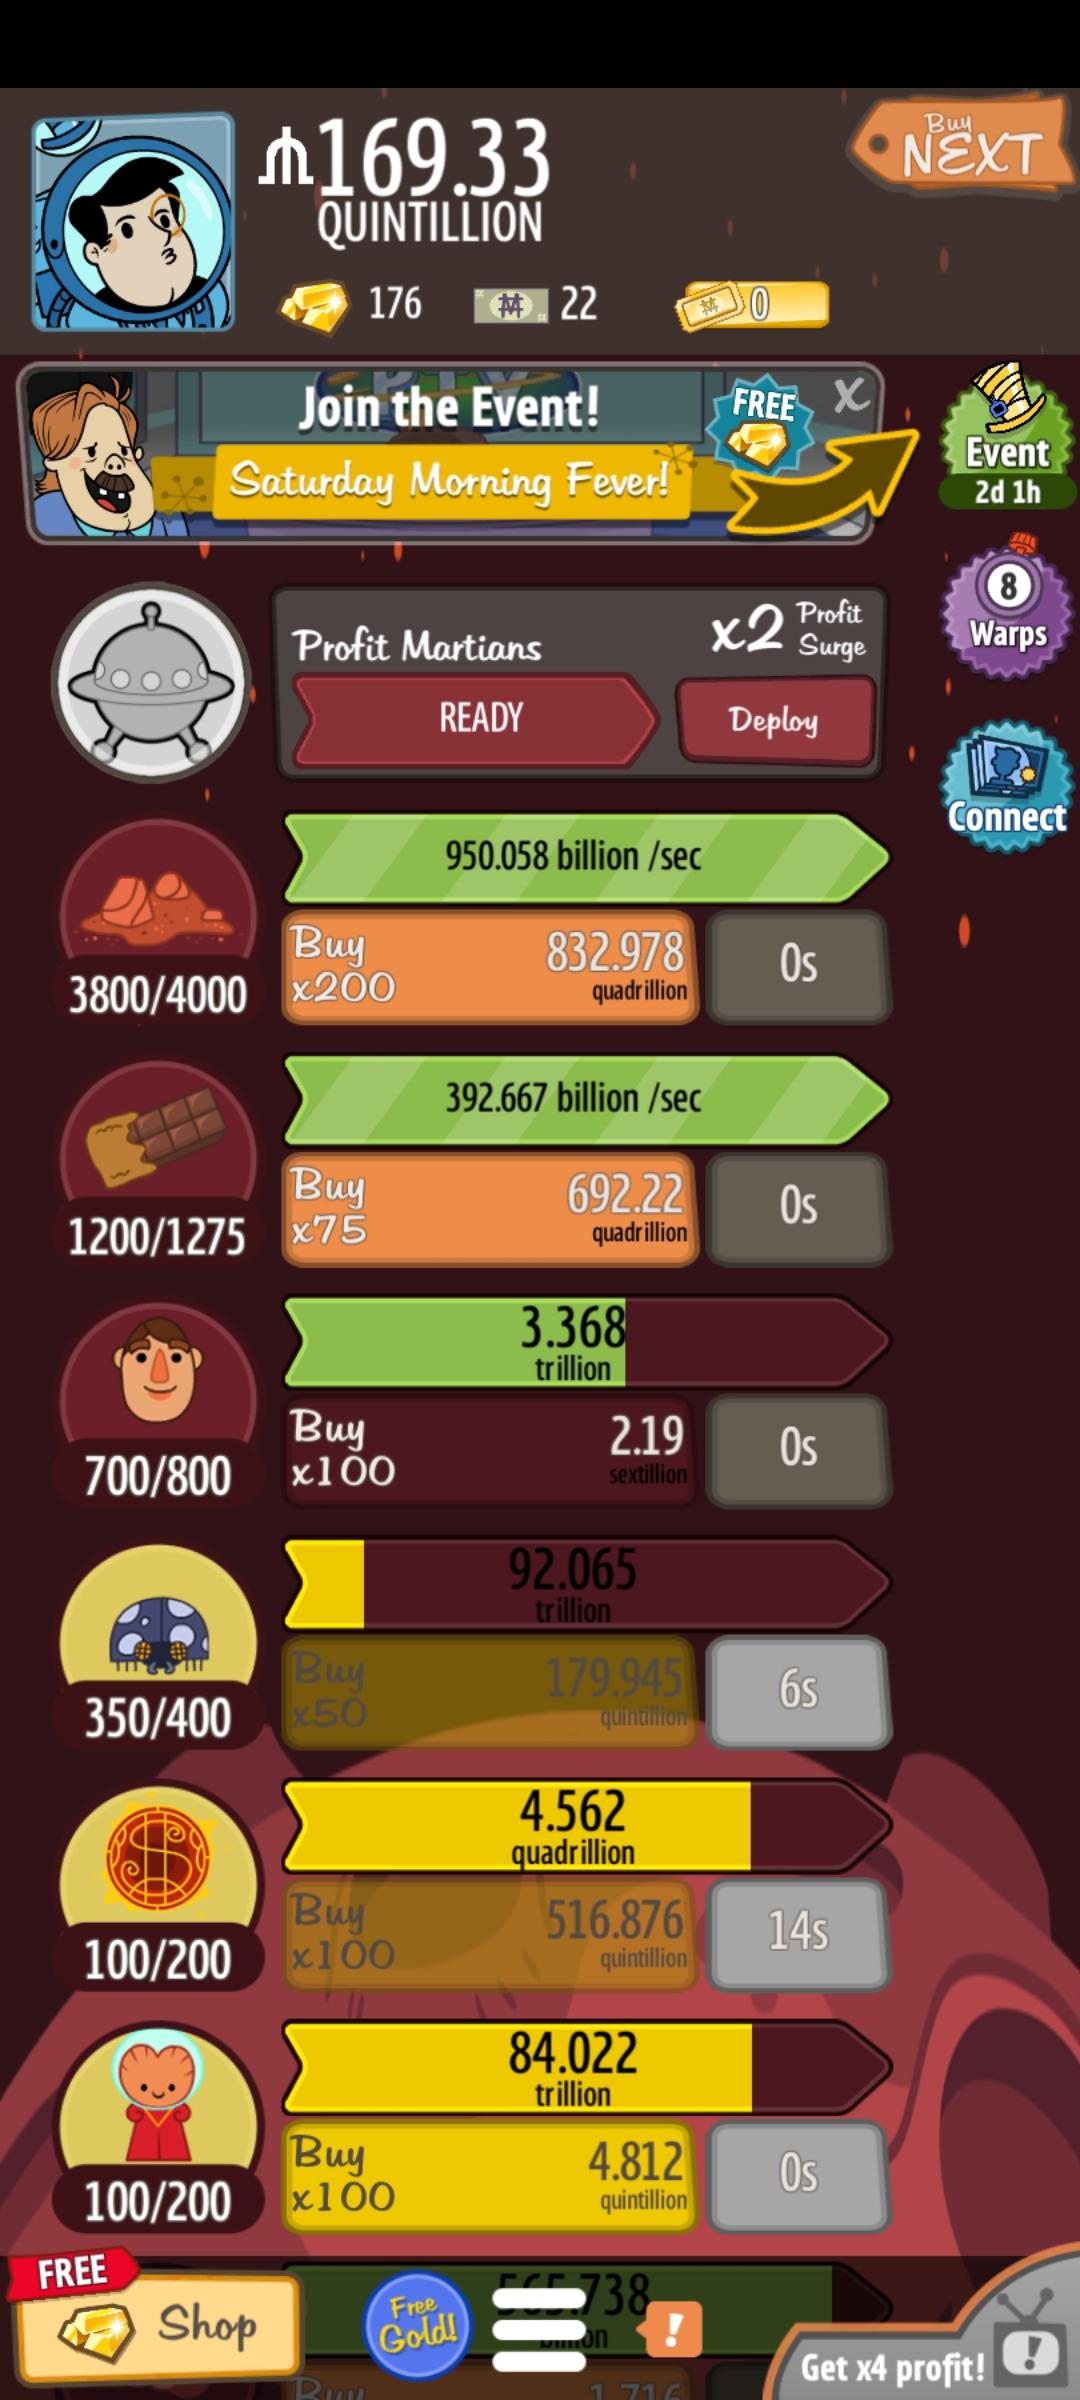 Buy
NEXT
169.33
QUINTILLION
176
22
0
Join the Event!
FREE
X
Saturday Morning Fever!
Event
2d 1h
8
Warps
Connect
Profit Martians
x2 Profit
Surge
READY
Deploy
950.058 billion /sec
Buy
x200
832.978
quadrillion
0s
3800/4000
392.667 billion /sec
Buy
x75
692.22
quadrillion
0s
1200/1275
3.368
trillion
Buy
x100
2.19
sextillion
0s
700/800
92.065
trillion
Buy
x50
179.945
quintillion
6s
350/400
4.562
quadrillion
Buy
x100
516.876
quintillion
14s
100/200
84.022
trillion
Buy
x100
4.812
quintillion
0s
100/200
FREE
Shop
Free
Gold!
!
Get x4 profit!
!
Buy
1.716